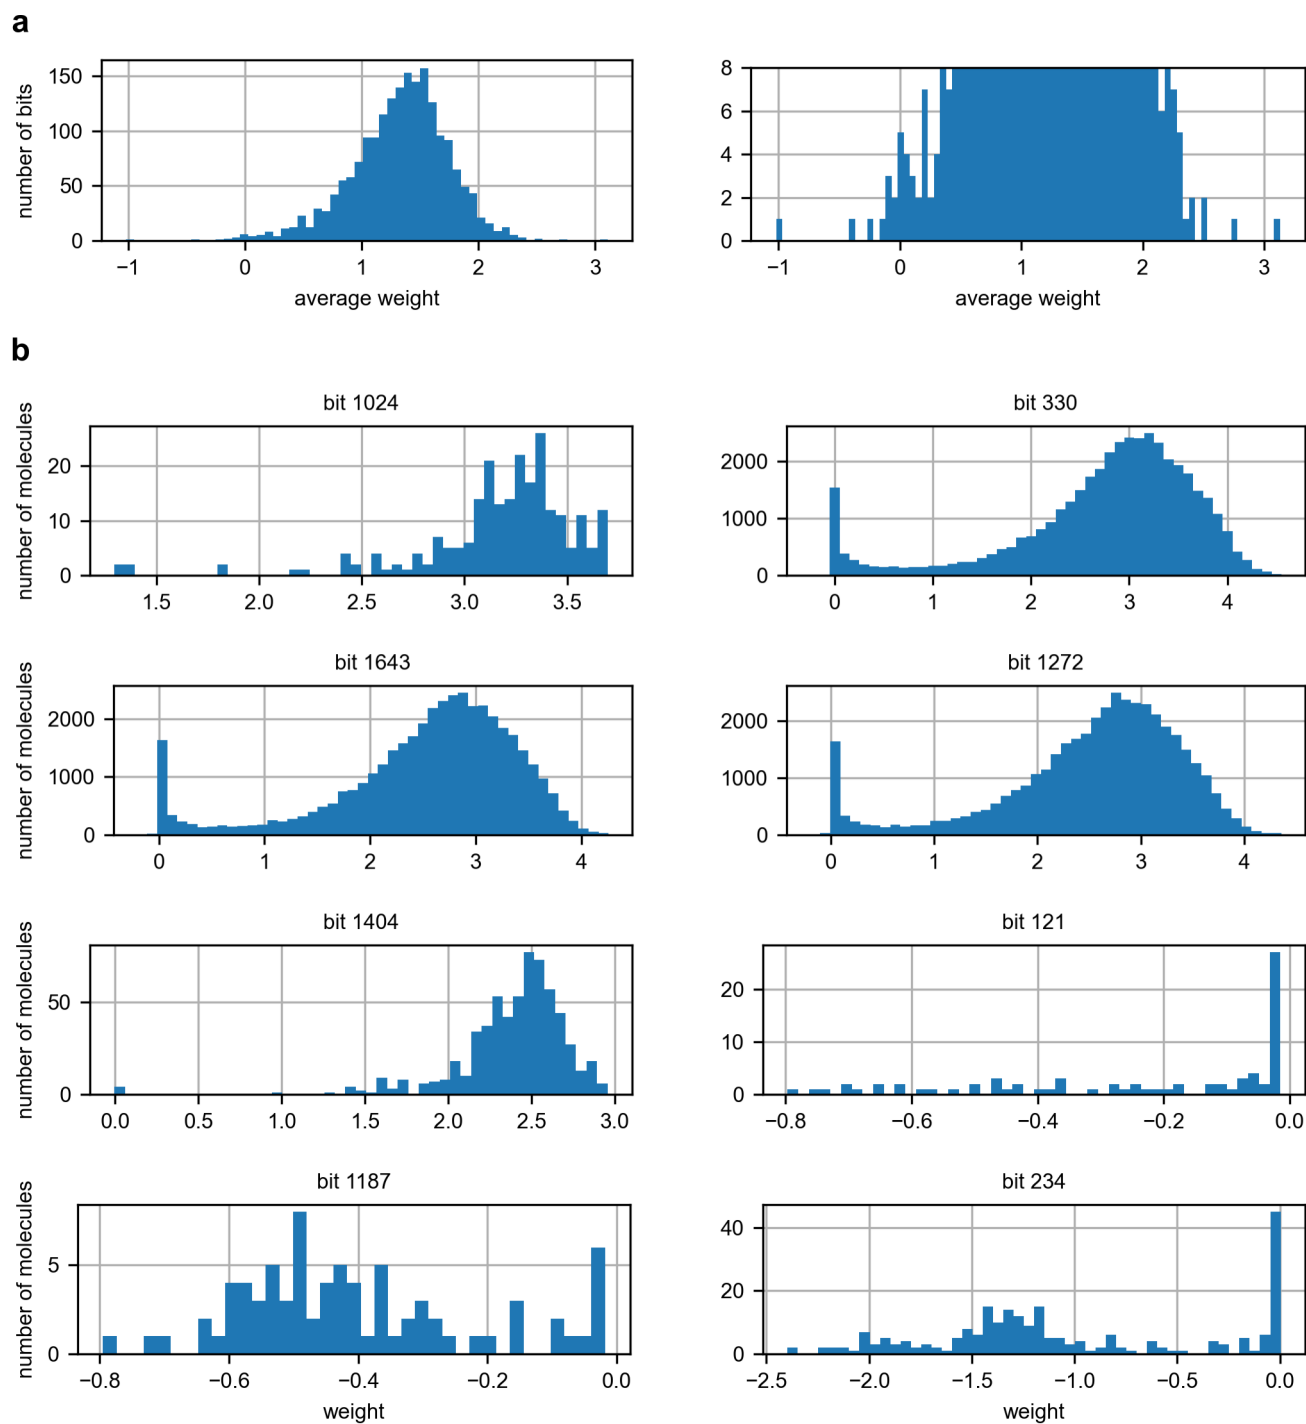 a
number of bits
150
100
50
0
−1 0 1 2 3
average weight
8
6
4
2
0
−1 0 1 2 3
average weight
b
bit 1024
number of molecules
20
10
0
1.5 2.0 2.5 3.0 3.5
bit 330
2000
1000
0
0 1 2 3 4
bit 1643
number of molecules
2000
1000
0
0 1 2 3 4
bit 1272
2000
1000
0
0 1 2 3 4
bit 1404
number of molecules
50
0
0.0 0.5 1.0 1.5 2.0 2.5 3.0
bit 121
20
10
0
−0.8 −0.6 −0.4 −0.2 0.0
bit 1187
number of molecules
5
0
−0.8 −0.6 −0.4 −0.2 0.0
weight
bit 234
40
20
0
−2.5 −2.0 −1.5 −1.0 −0.5 0.0
weight